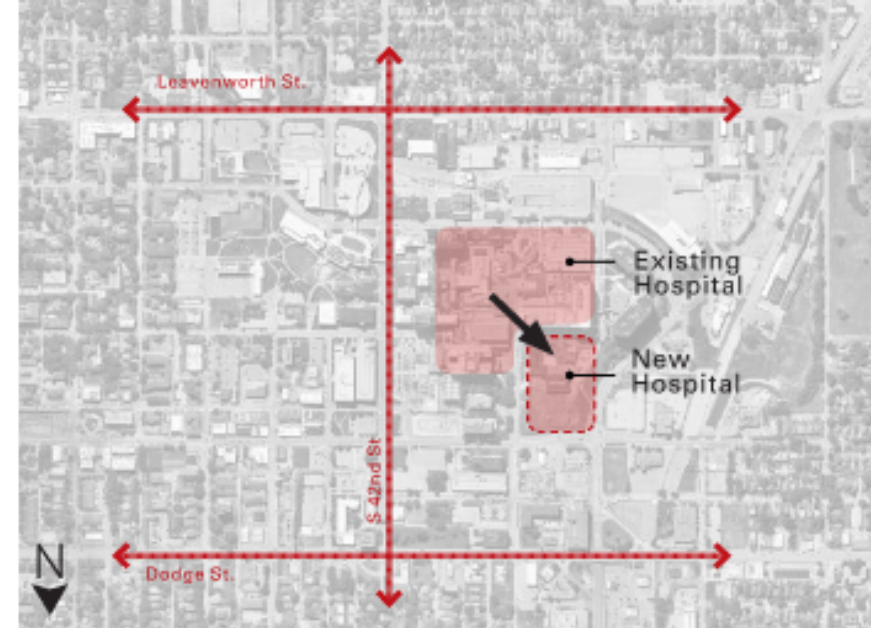 Leavenworth St.
Existing
Hospital
New
Hospital
S 42nd St
N
Dodge St.